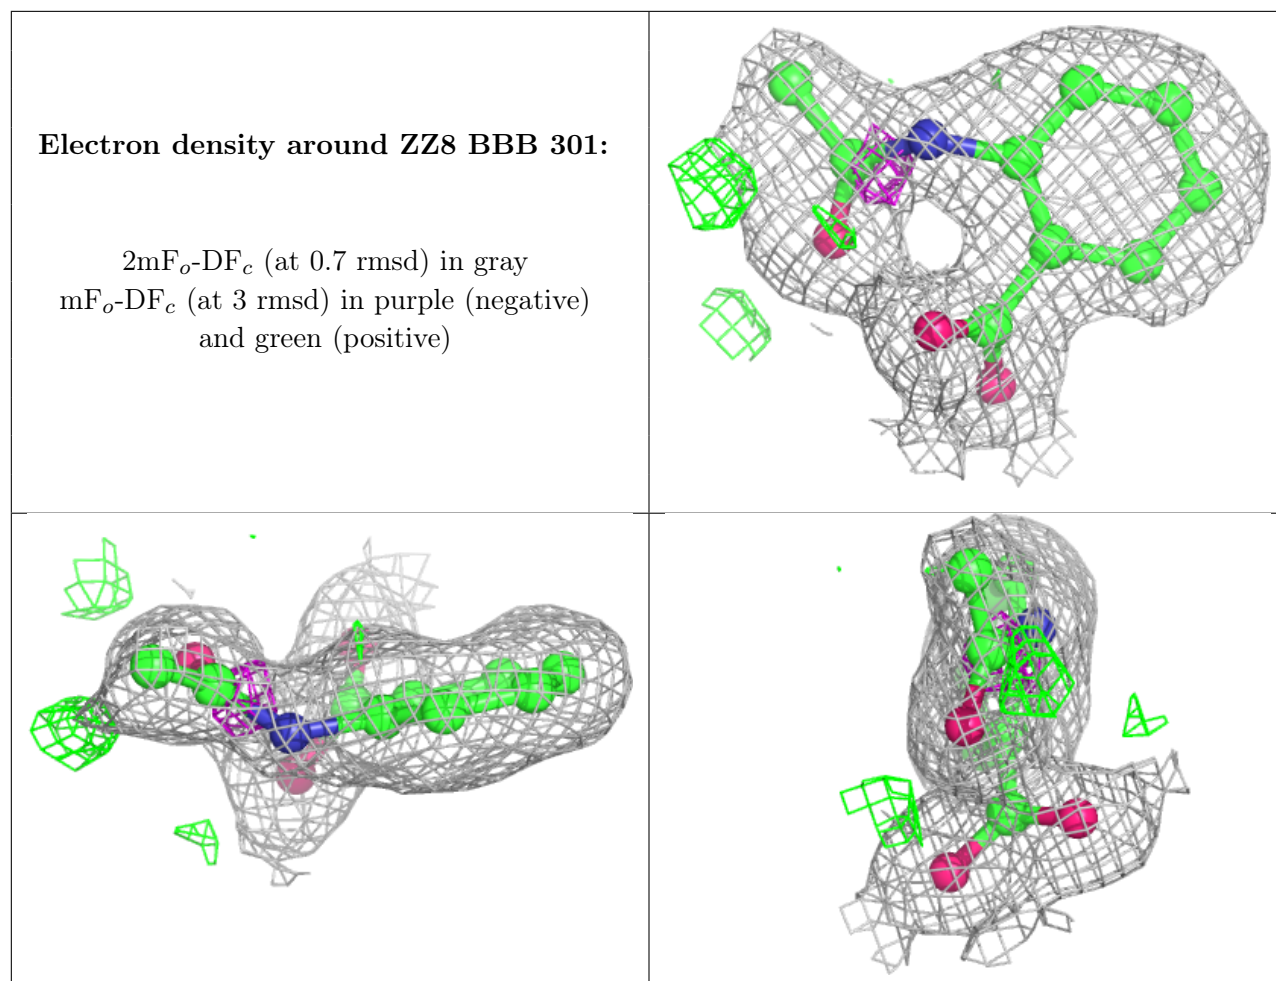 Electron density around ZZ8 BBB 301:
2mFo-DFc (at 0.7 rmsd) in gray
mFo-DFc (at 3 rmsd) in purple (negative)
and green (positive)